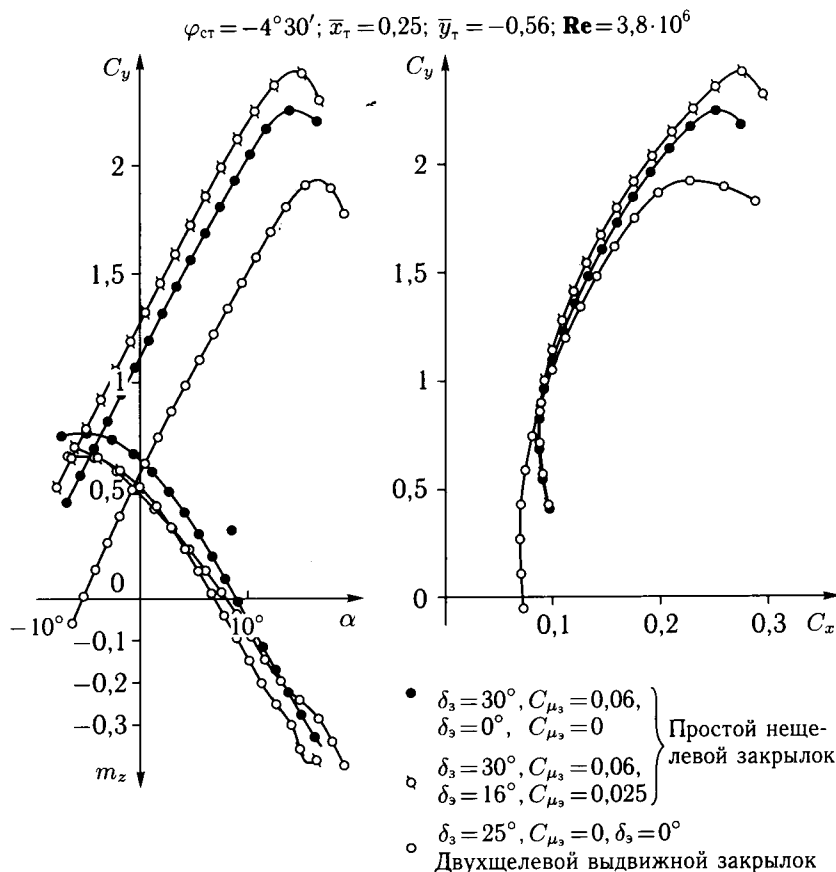 φст=−4°30′; x̅т=0,25; y̅т=−0,56; Re=3,8·10⁶
Cy
2
1,5
1
0,5
0
−10°
10°
α
−0,1
−0,2
−0,3
mz
Cy
2
1,5
1
0,5
0
0,1
0,2
0,3
Cx
δз=30°, Cμз=0,06,
δэ=0°, Cμэ=0
δз=30°, Cμз=0,06,
δэ=16°, Cμэ=0,025
Простой неще-
левой закрылок
δз=25°, Cμэ=0, δэ=0°
Двухщелевой выдвижной закрылок